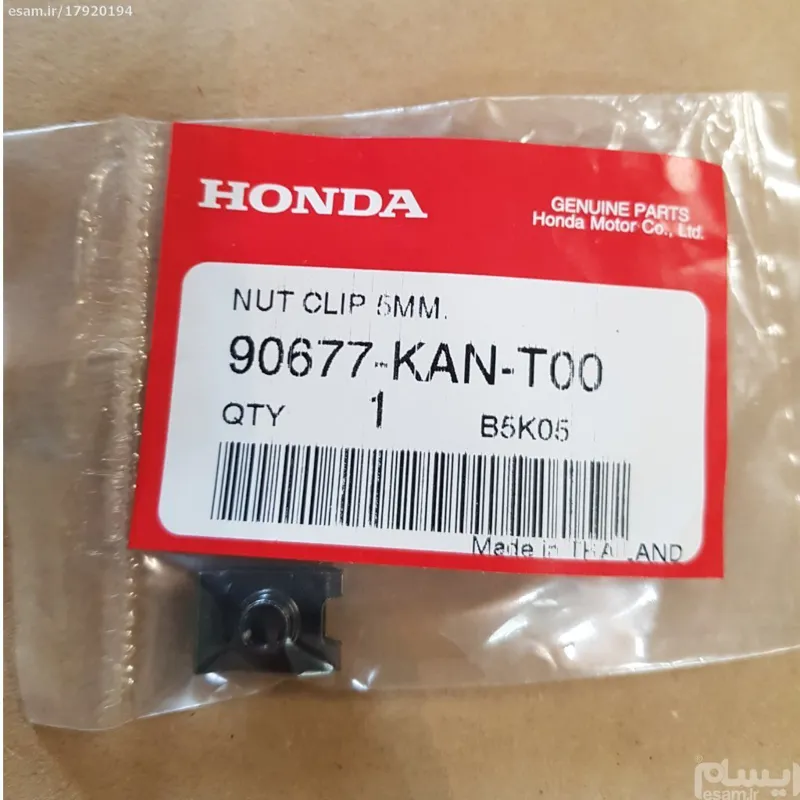 esam.ir/17920194
HONDA
GENUINE PARTS
Honda Motor Co., Ltd.
NUT CLIP 5MM.
90677-KAN-T00
QTY 1 B5K05
Made in THAILAND
ایسام
esam.ir